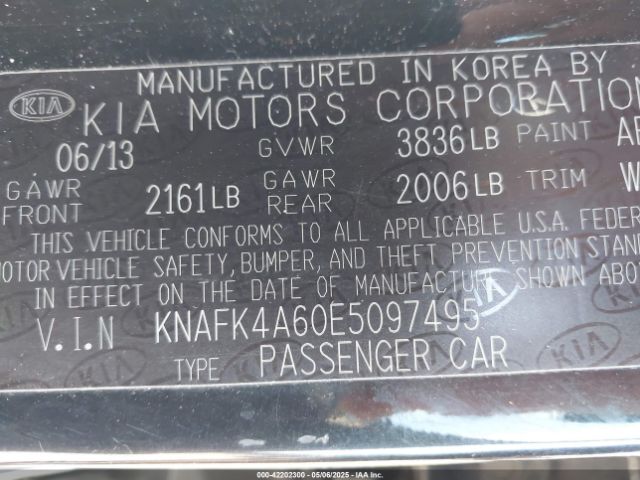 MANUFACTURED IN KOREA BY
KIA KIA MOTORS CORPORATION
06/13 GVWR 3836LB PAINT
GAWR FRONT 2161LB GAWR REAR 2006LB TRIM
THIS VEHICLE CONFORMS TO ALL APPLICABLE U.S.A. FEDER
MOTOR VEHICLE SAFETY, BUMPER, AND THEFT PREVENTION STAN
IN EFFECT ON THE DATE OF MANUFACTURE SHOWN ABO
V.I.N KNAFK4A60E5097495
TYPE PASSENGER CAR
KIA
000-42202300 - 05/06/2025 - IAA, Inc.